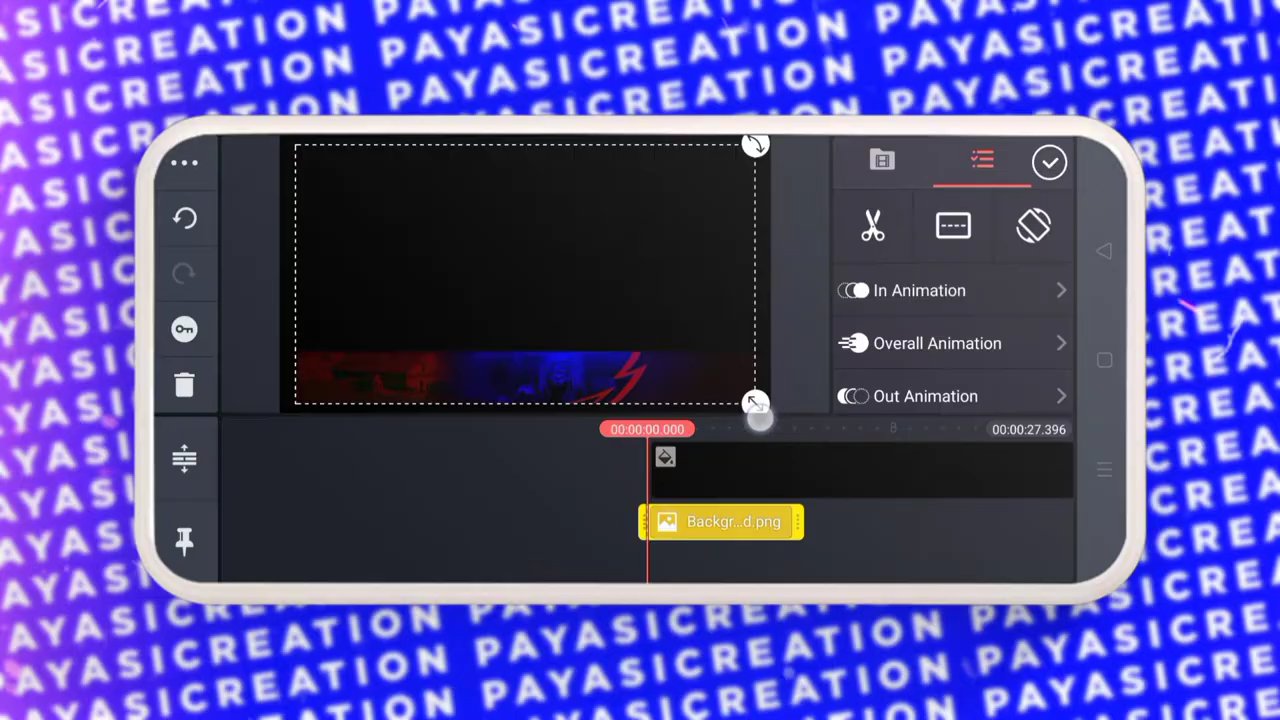 PAYASICREATION
In Animation
Overall Animation
Out Animation
00:00:00.000
00:00:27.396
Backgr...d.png